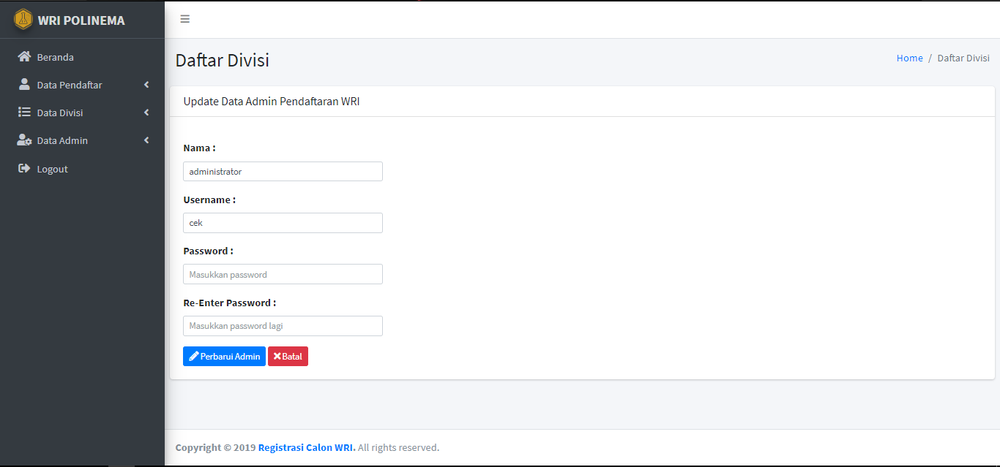 WRI POLINEMA
Beranda
Data Pendaftar
Data Divisi
Data Admin
Logout
Daftar Divisi
Home / Daftar Divisi
Update Data Admin Pendaftaran WRI
Nama :
administrator
Username :
cek
Password :
Masukkan password
Re-Enter Password :
Masukkan password lagi
Perbarui Admin Batal
Copyright © 2019 Registrasi Calon WRI. All rights reserved.